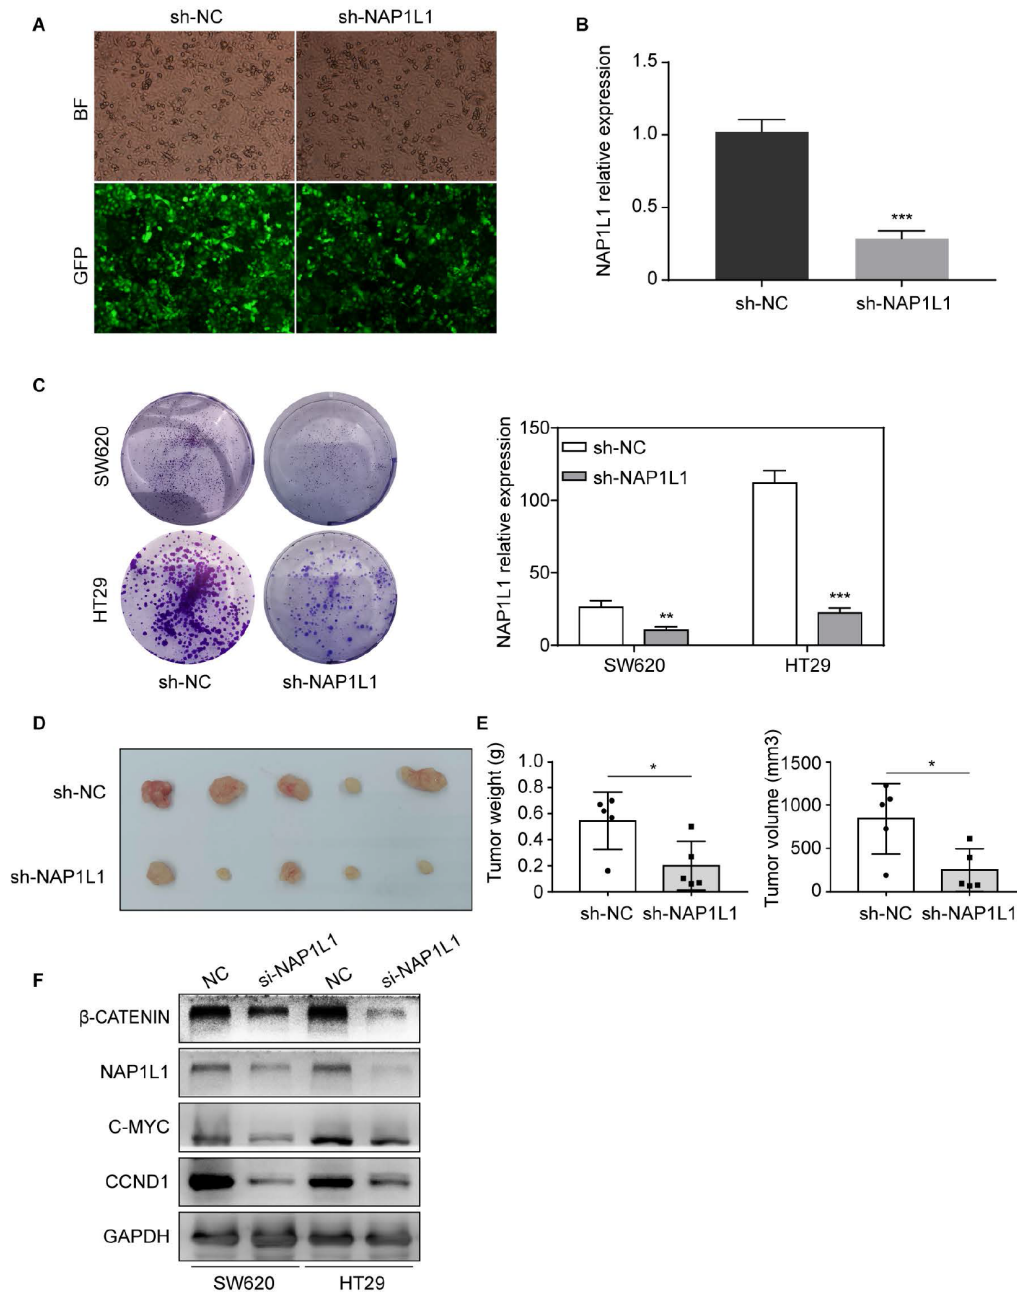 A
sh-NC
sh-NAP1L1
BF
GFP
B
NAP1L1 relative expression
1.5
1.0
0.5
0
***
sh-NC
sh-NAP1L1
C
SW620
HT29
sh-NC
sh-NAP1L1
NAP1L1 relative expression
150
100
50
0
sh-NC
sh-NAP1L1
**
***
SW620
HT29
D
sh-NC
sh-NAP1L1
E
Tumor weight (g)
1.0
0.8
0.6
0.4
0.2
0
*
sh-NC
sh-NAP1L1
Tumor volume (mm3)
1500
1000
500
0
*
sh-NC
sh-NAP1L1
F
NC
si-NAP1L1
NC
si-NAP1L1
β-CATENIN
NAP1L1
C-MYC
CCND1
GAPDH
SW620
HT29